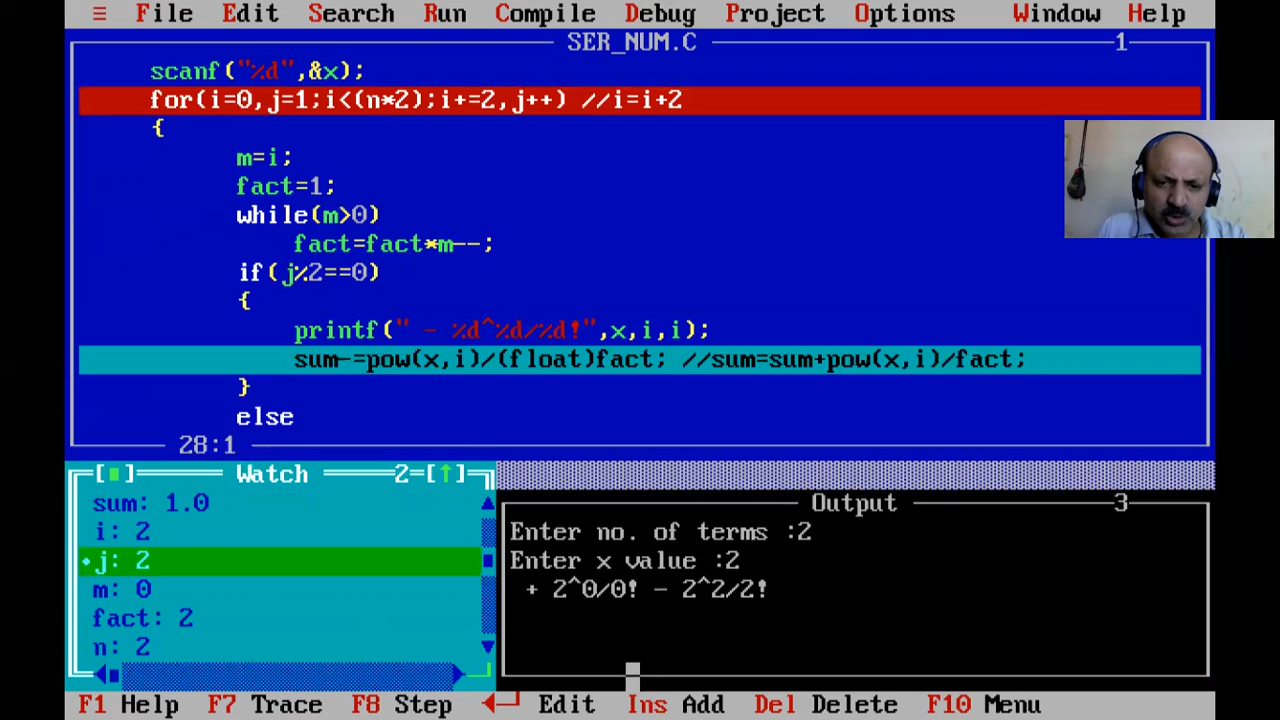 ≡ File Edit Search Run Compile Debug Project Options Window Help
SER_NUM.C 1
scanf("%d",&x);
for(i=0,j=1;i<(n*2);i+=2,j++) //i=i+2
{
m=i;
fact=1;
while(m>0)
fact=fact*m--;
if(j%2==0)
{
printf(" - %d^%d/%d!",x,i,i);
sum-=pow(x,i)/(float)fact; //sum=sum+pow(x,i)/fact;
}
else
28:1
Watch 2=[↑]
sum: 1.0
i: 2
j: 2
m: 0
fact: 2
n: 2
Output 3
Enter no. of terms :2
Enter x value :2
+ 2^0/0! - 2^2/2!
F1 Help F7 Trace F8 Step ◄┘ Edit Ins Add Del Delete F10 Menu